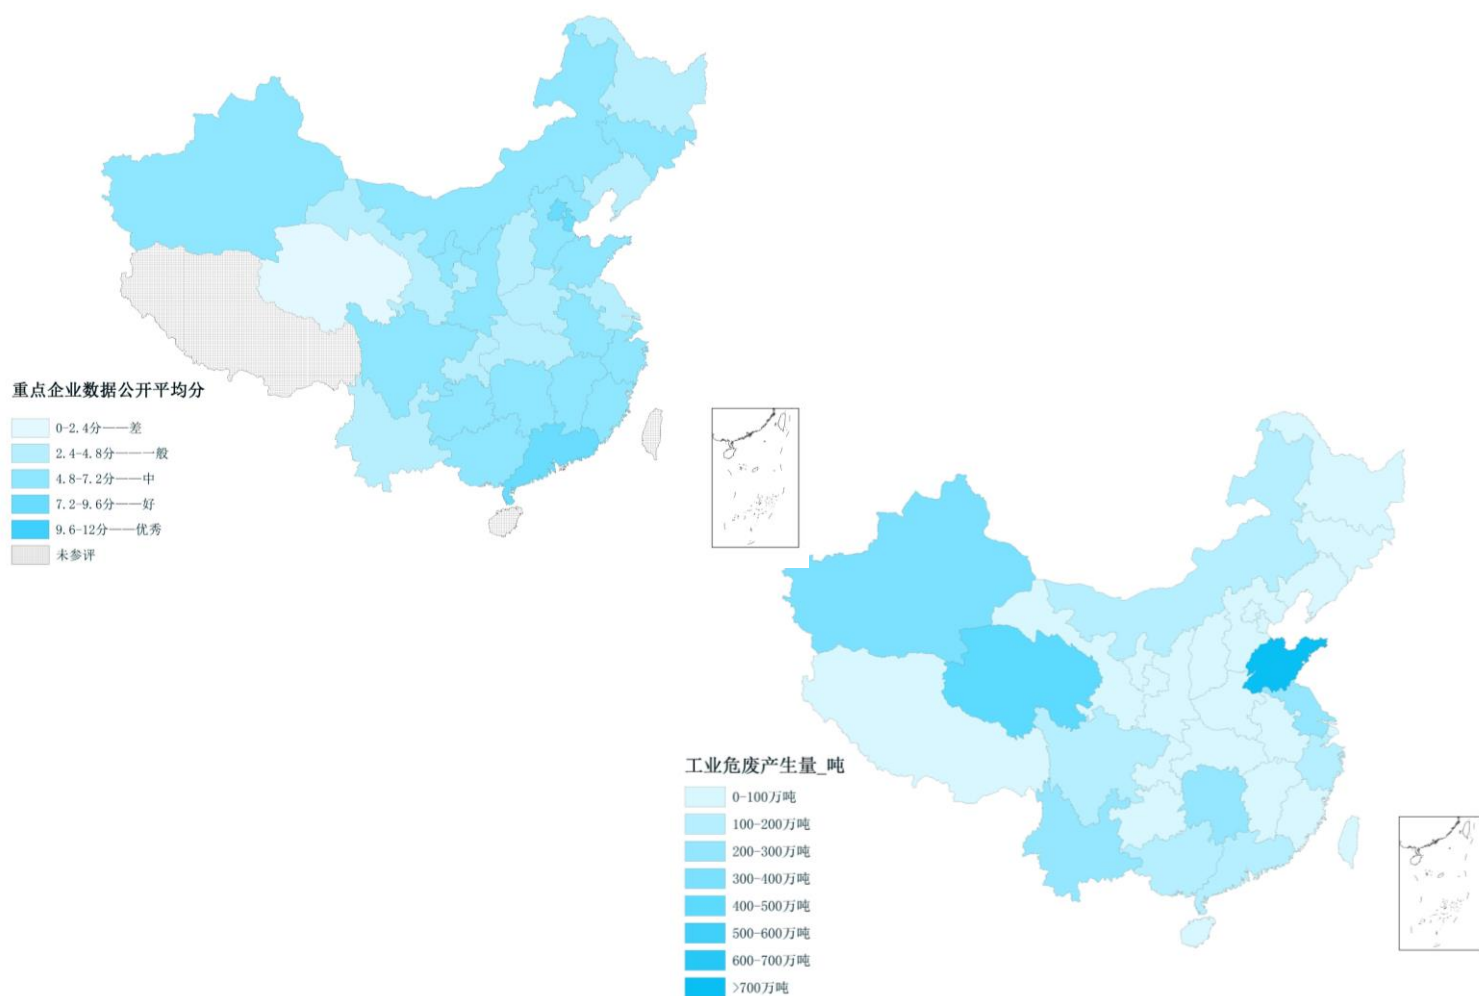 重点企业数据公开平均分
0-2.4分——差
2.4-4.8分——一般
4.8-7.2分——中
7.2-9.6分——好
9.6-12分——优秀
未参评
工业危废产生量_吨
0-100万吨
100-200万吨
200-300万吨
300-400万吨
400-500万吨
500-600万吨
600-700万吨
>700万吨